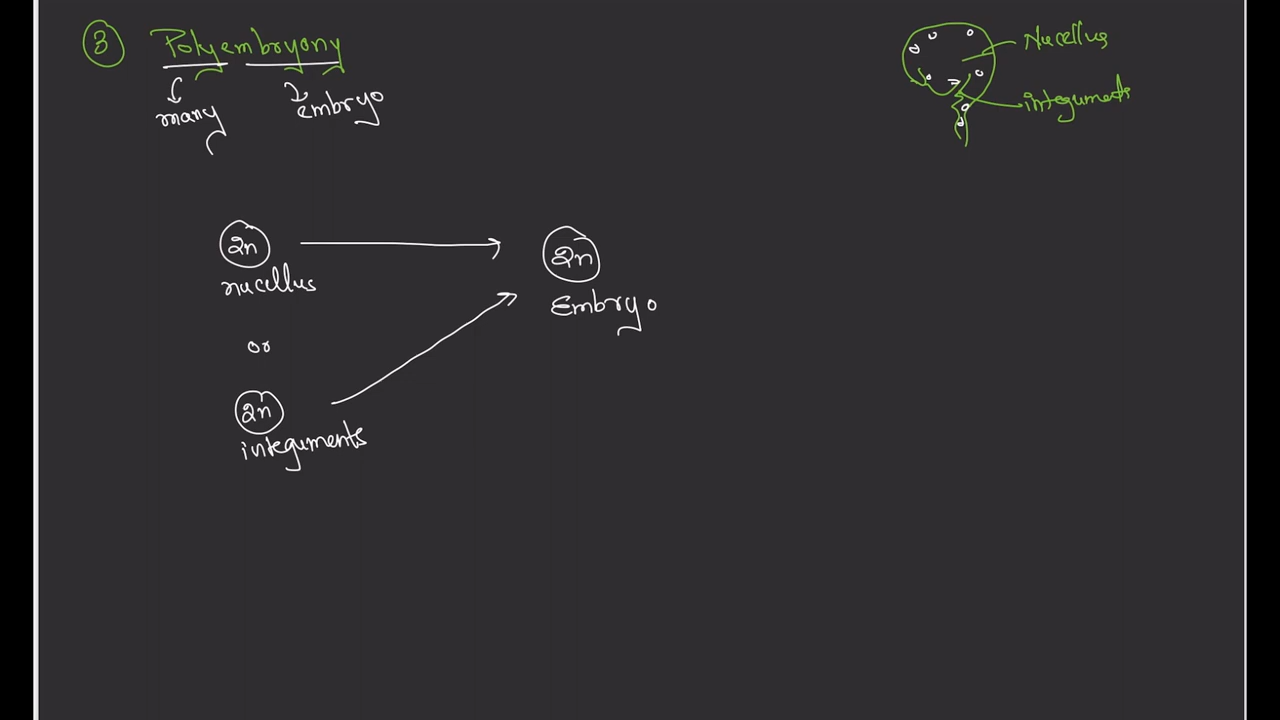 3 Polyembryony
many embryo
Nucellus
integuments
2n 2n
nucellus Embryo
or
2n
integuments